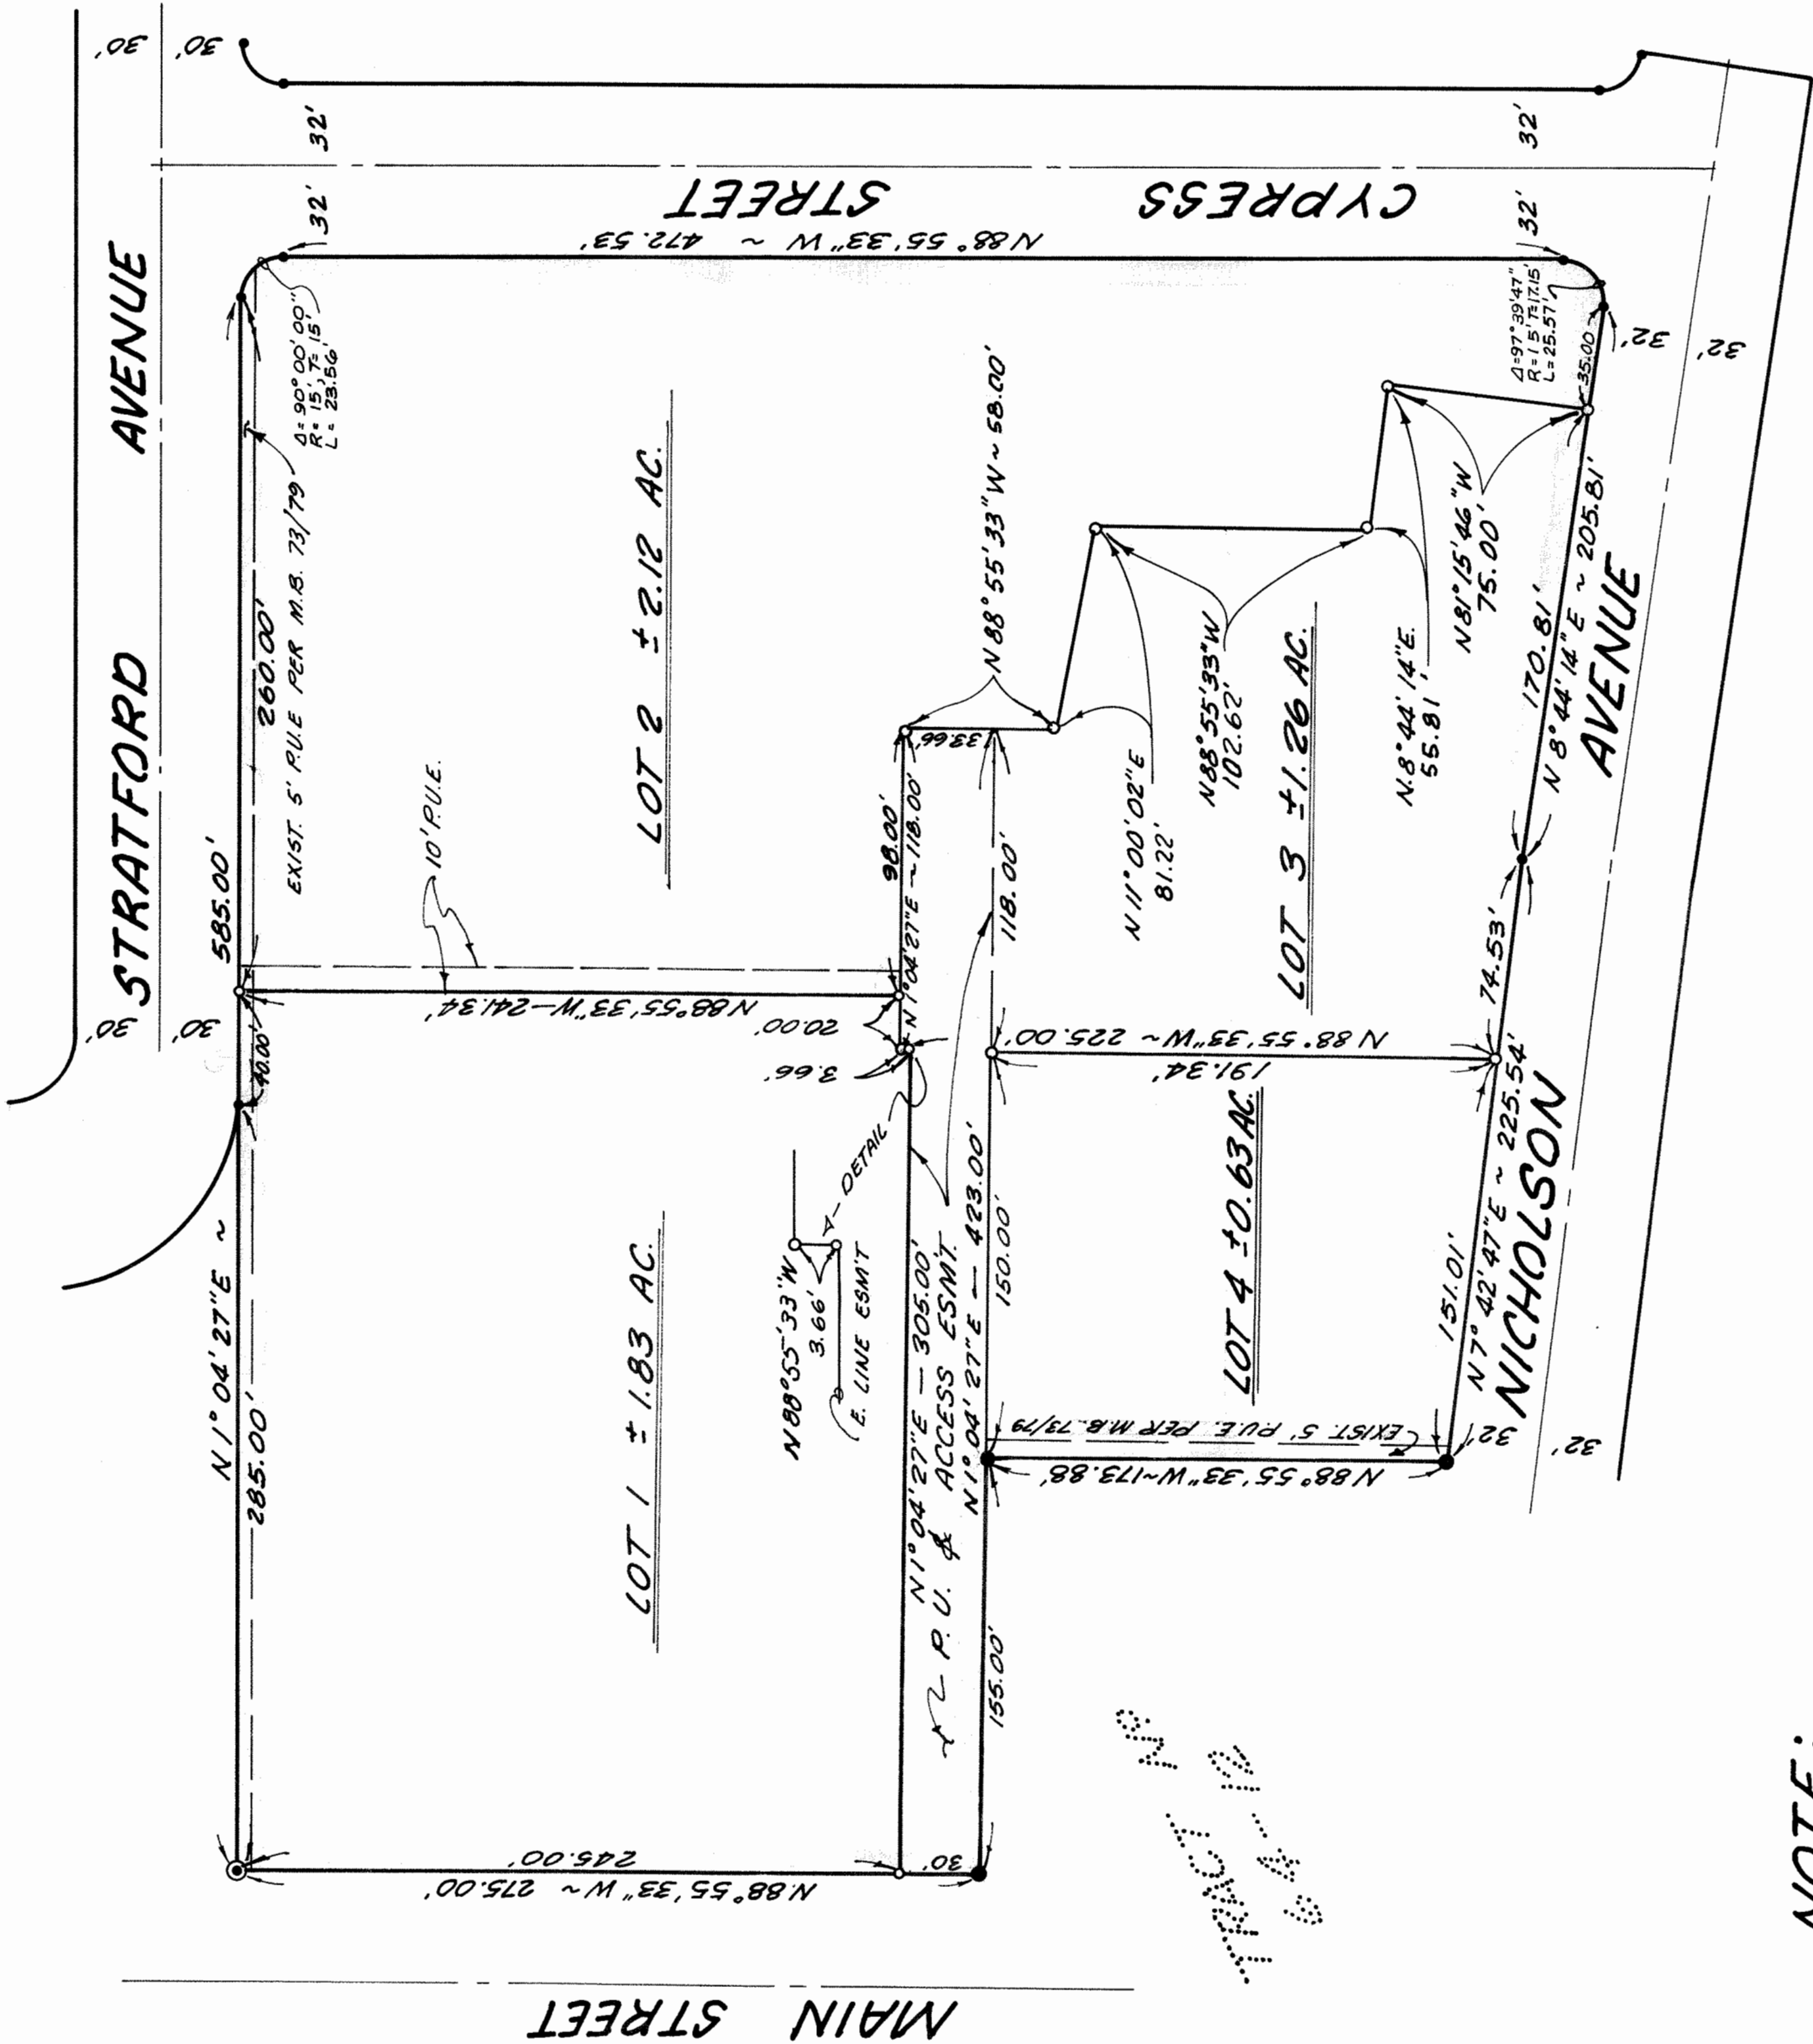 30'
30'
STRATFORD AVENUE
30'
30'
N 1° 04' 27" E ~ 585.00'
285.00'
40.00'
260.00'
EXIST. 5' P.U.E PER M.B. 73/79
Δ = 90° 00' 00"
R = 15', T = 15'
L = 23.56'
32'
32'
CYPRESS STREET
N 88° 55' 33" W ~ 472.53'
32'
32'
Δ = 97° 39' 47"
R = 15' T = 17.15'
L = 25.57'
10' P.U.E.
N 88° 55' 33" W — 241.34'
LOT 2 ± 2.12 AC.
LOT 1 ± 1.83 AC.
98.00'
N 1° 04' 27" E ~ 118.00'
20.00'
3.66'
33.66'
N 88° 55' 33" W ~ 58.00'
118.00'
N 88° 55' 33" W
3.66'
DETAIL
E. LINE ESM'T
N 1° 04' 27" E — 305.00'
P. U. & ACCESS ESM'T.
N 1° 04' 27" E — 423.00'
155.00'
150.00'
N 11° 00' 02" E
81.22'
N 88° 55' 33" W
102.62'
N. 8° 44' 14" E.
55.81'
N 81° 15' 46" W
75.00'
LOT 3 ± 1.26 AC.
N 88° 55' 33" W ~ 225.00'
191.34'
LOT 4 ± 0.63 AC.
EXIST. 5' P.U.E. PER M.B. 73/79
N 88° 55' 33" W ~ 173.88'
151.01'
74.53'
170.81'
35.00
N 7° 42' 47" E ~ 225.54'
N 8° 44' 14" E ~ 205.81'
NICHOLSON AVENUE
32'
32'
32'
32'
245.00'
30'
N. 88° 55' 33" W ~ 275.00'
MAIN STREET
TRACT Nº
64-12
NOTE: